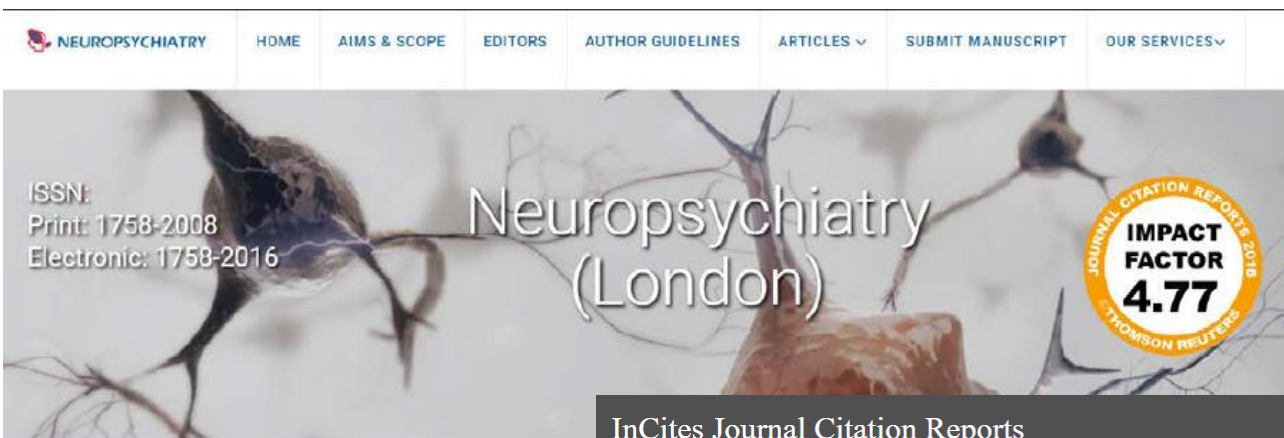 NEUROPSYCHIATRY HOME AIMS & SCOPE EDITORS AUTHOR GUIDELINES ARTICLES SUBMIT MANUSCRIPT OUR SERVICES
ISSN:
Print: 1758-2008
Electronic: 1758-2016
Neuropsychiatry
(London)
JOURNAL CITATION REPORTS 2016
IMPACT
FACTOR
4.77
©THOMSON REUTERS
InCites Journal Citation Reports